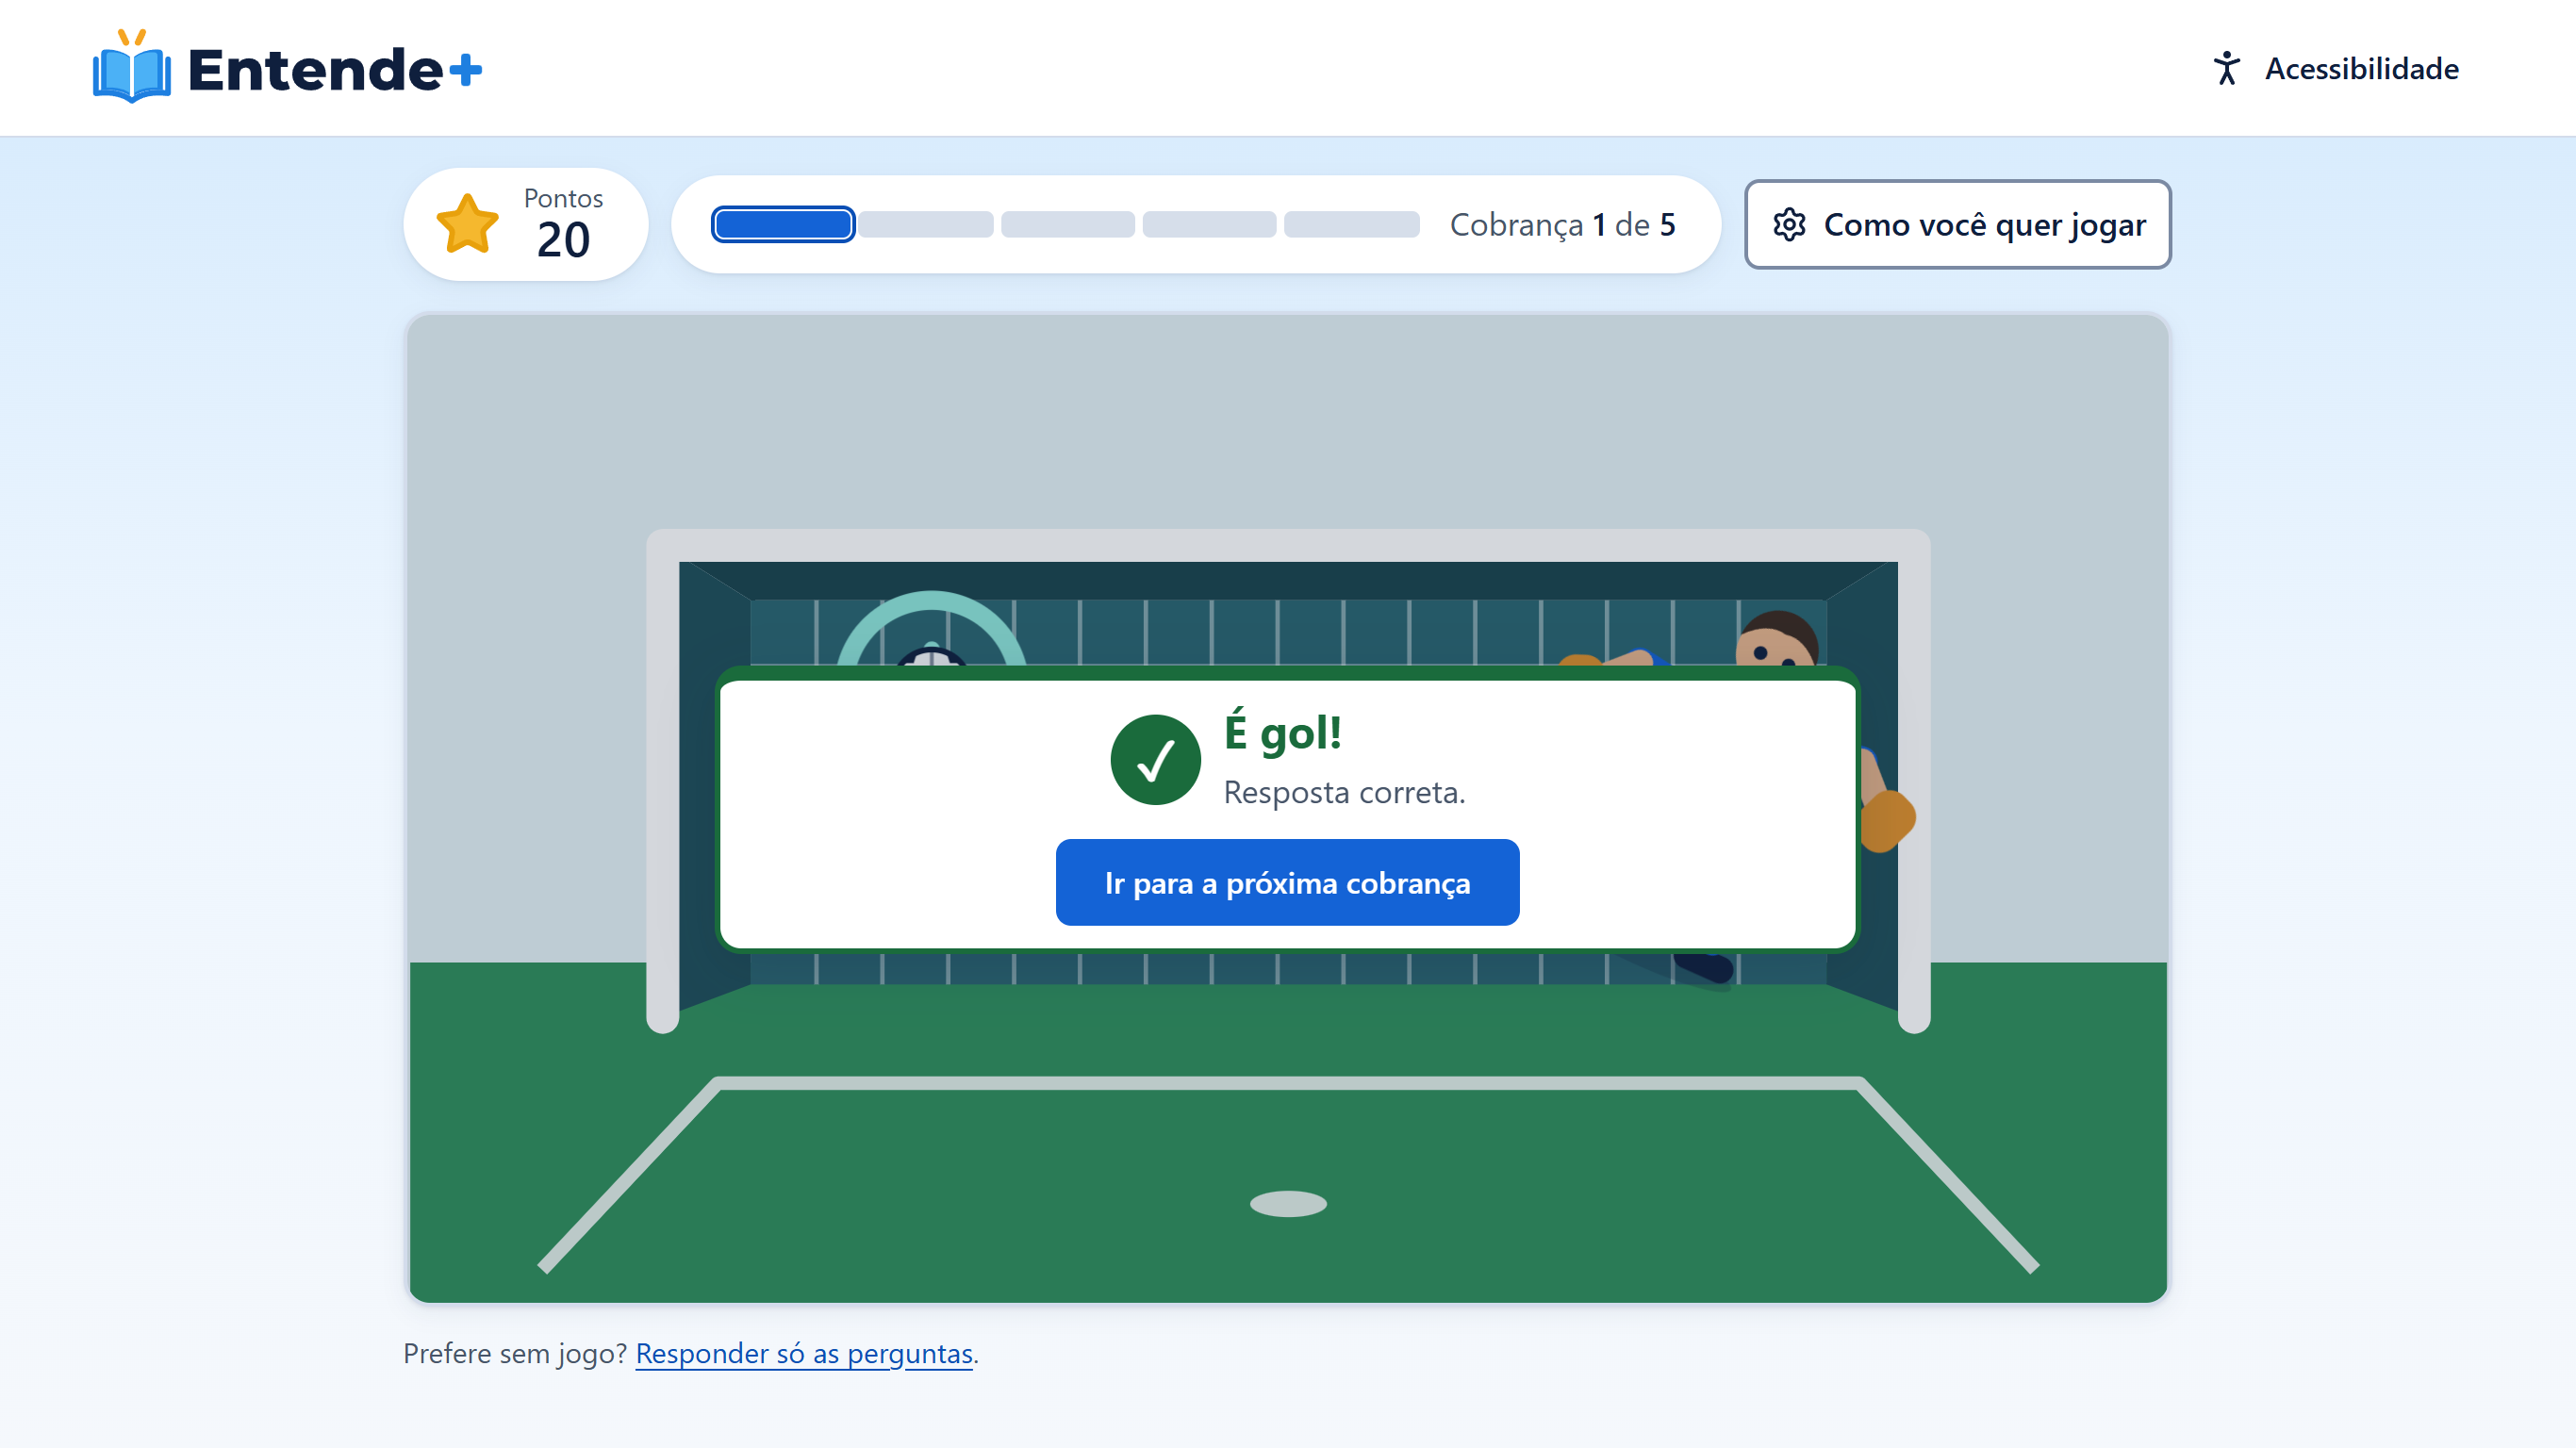 Entende+
Acessibilidade
Pontos
20
Cobrança 1 de 5
Como você quer jogar
É gol!
Resposta correta.
Ir para a próxima cobrança
Prefere sem jogo? Responder só as perguntas.